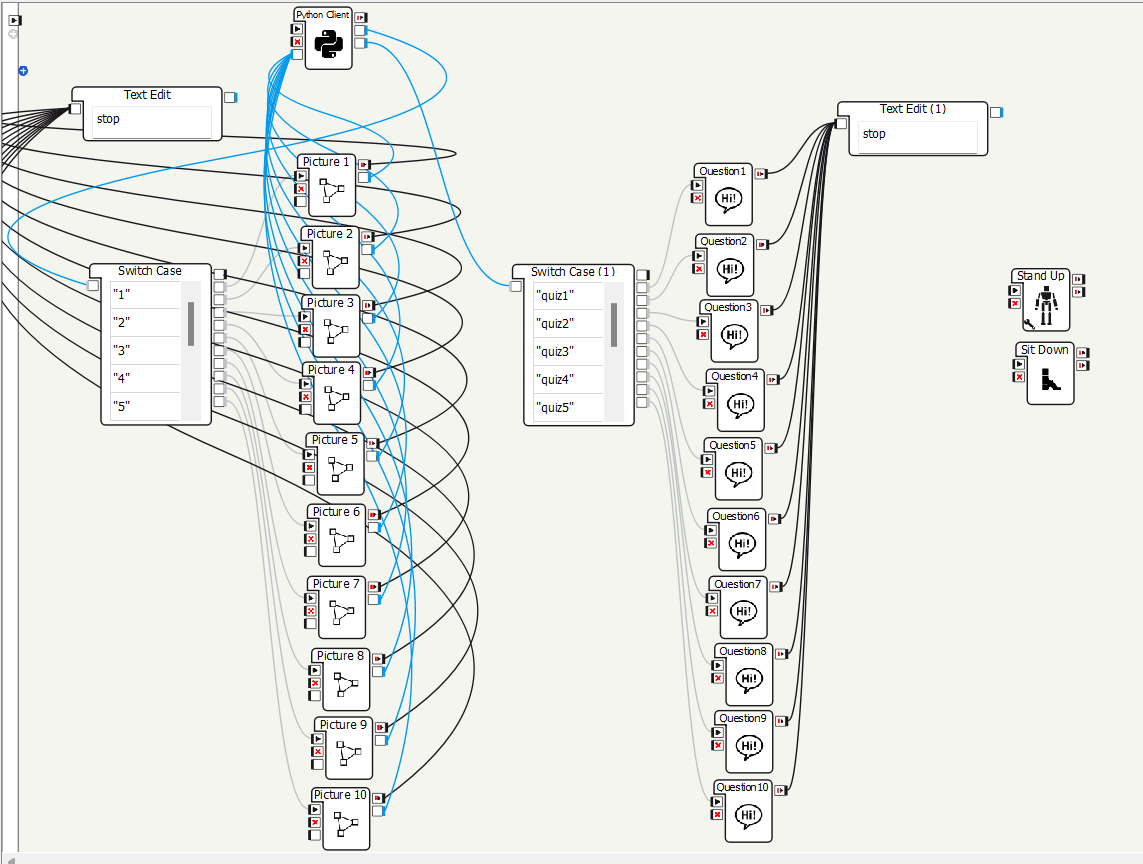 Python Client
Text Edit
stop
Text Edit (1)
stop
Picture 1
Picture 2
Picture 3
Picture 4
Picture 5
Picture 6
Picture 7
Picture 8
Picture 9
Picture 10
Switch Case
"1"
"2"
"3"
"4"
"5"
Switch Case (1)
"quiz1"
"quiz2"
"quiz3"
"quiz4"
"quiz5"
Question1
Hi!
Question2
Hi!
Question3
Hi!
Question4
Hi!
Question5
Hi!
Question6
Hi!
Question7
Hi!
Question8
Hi!
Question9
Hi!
Question10
Hi!
Stand Up
Sit Down